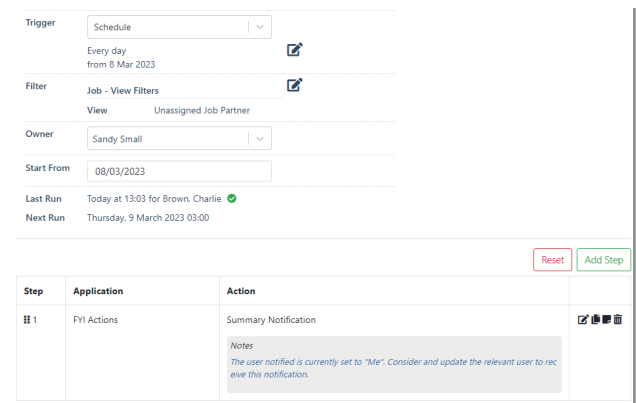 Trigger Schedule
Every day
from 8 Mar 2023
Filter Job - View Filters
View Unassigned Job Partner
Owner Sandy Small
Start From 08/03/2023
Last Run Today at 13:03 for Brown, Charlie
Next Run Thursday, 9 March 2023 03:00
Reset Add Step
Step Application Action
1 FYI Actions Summary Notification
Notes
The user notified is currently set to "Me". Consider and update the relevant user to rec
eive this notification.